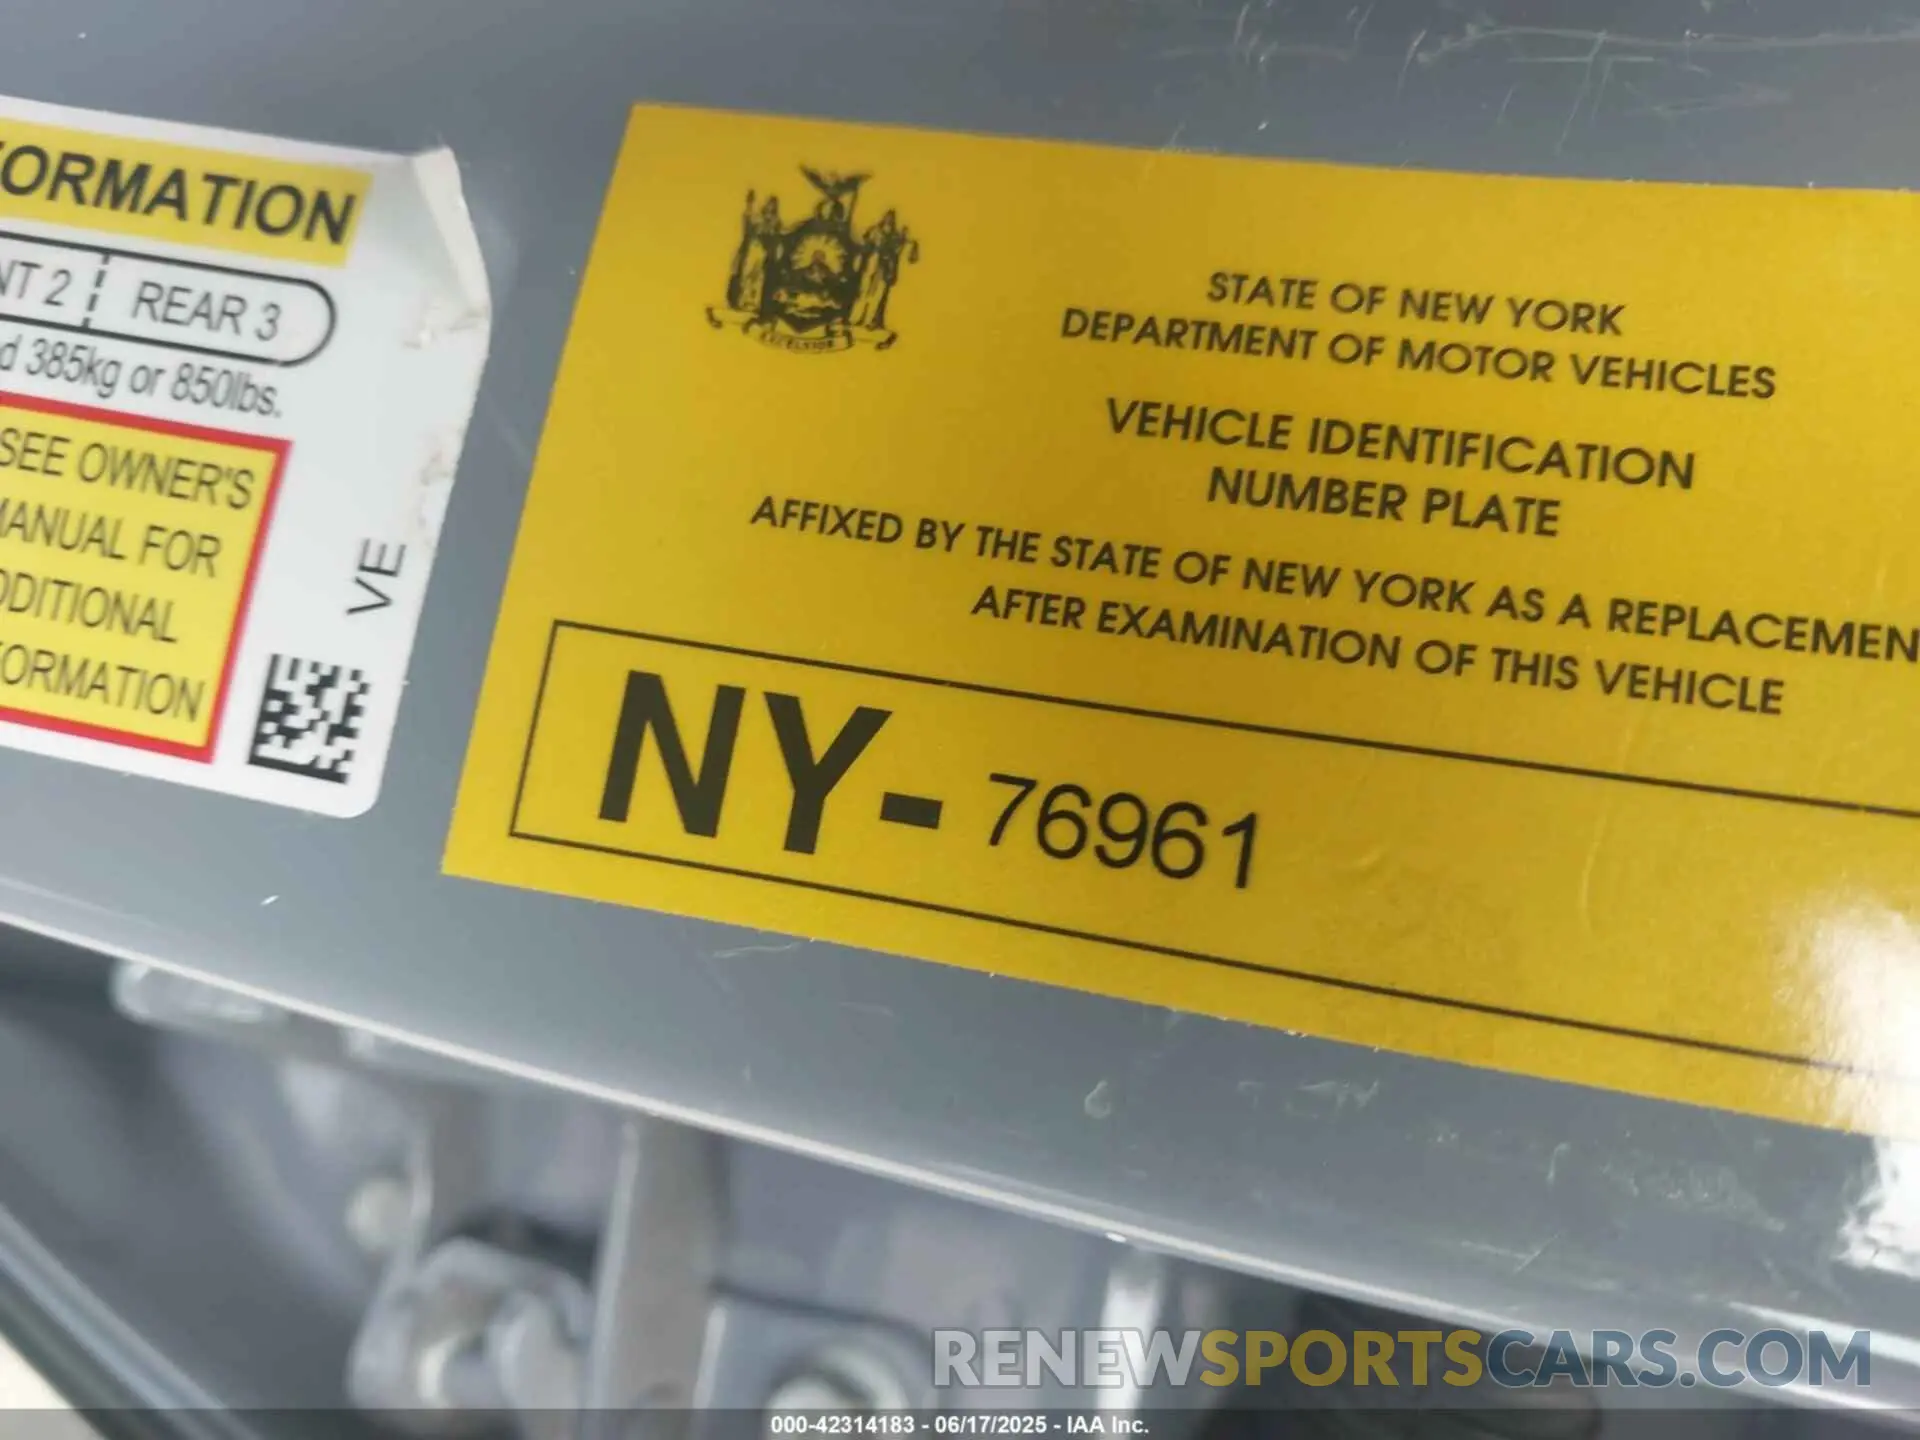 ORMATION
NT 2 REAR 3
d 385kg or 850lbs.
SEE OWNER'S
MANUAL FOR
DDITIONAL
ORMATION
VE
EXCELSIOR
STATE OF NEW YORK
DEPARTMENT OF MOTOR VEHICLES
VEHICLE IDENTIFICATION
NUMBER PLATE
AFFIXED BY THE STATE OF NEW YORK AS A REPLACEMEN
AFTER EXAMINATION OF THIS VEHICLE
NY-76961
RENEWSPORTSCARS.COM
000-42314183 - 06/17/2025 - IAA Inc.